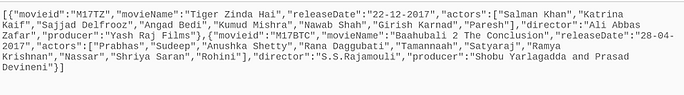 [{"movieid":"M17TZ","movieName":"Tiger Zinda Hai","releaseDate":"22-12-2017","actors":["Salman Khan","Katrina
Kaif","Sajjad Delfrooz","Angad Bedi","Kumud Mishra","Nawab Shah","Girish Karnad","Paresh"],"director":"Ali Abbas
Zafar","producer":"Yash Raj Films"},{"movieid":"M17BTC","movieName":"Baahubali 2 The Conclusion","releaseDate":"28-04-
2017","actors":["Prabhas","Sudeep","Anushka Shetty","Rana Daggubati","Tamannaah","Satyaraj","Ramya
Krishnan","Nassar","Shriya Saran","Rohini"],"director":"S.S.Rajamouli","producer":"Shobu Yarlagadda and Prasad
Devineni"}]